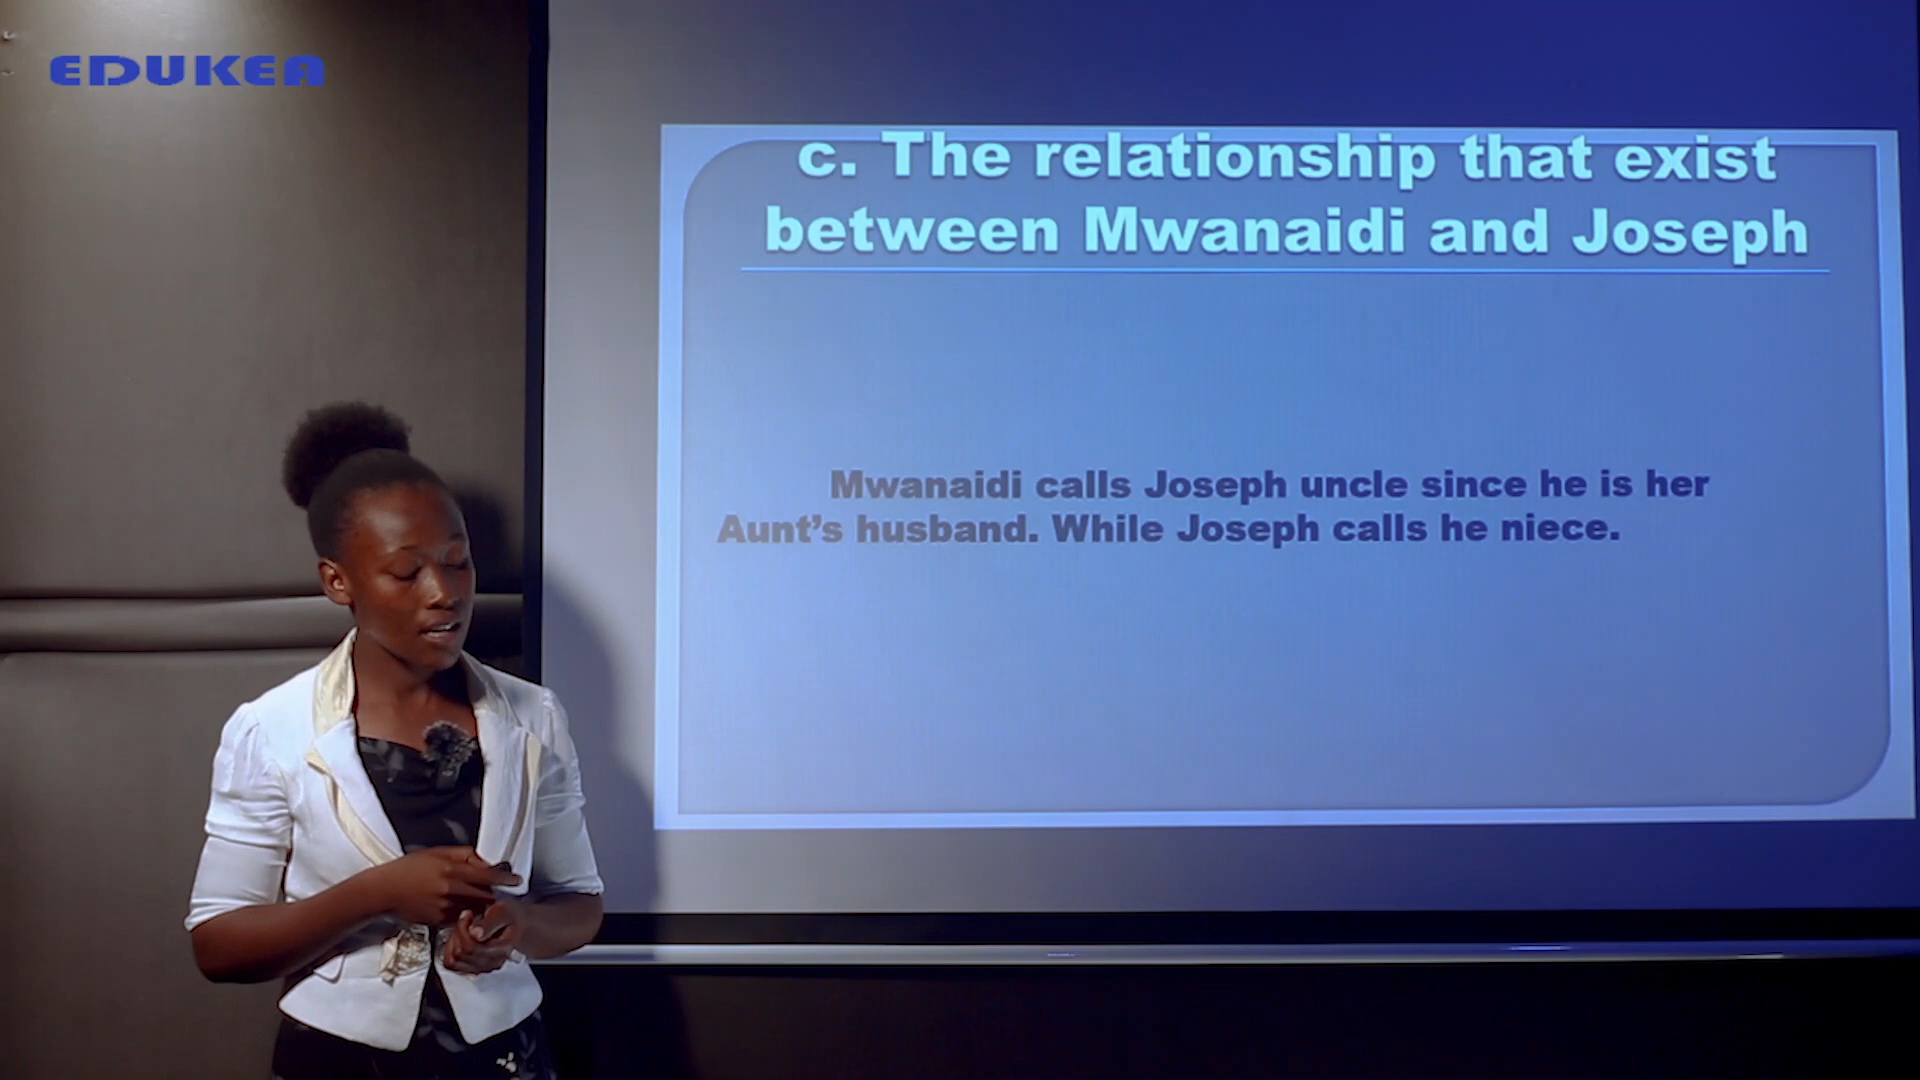 EDUKEA
c. The relationship that exist
between Mwanaidi and Joseph
Mwanaidi calls Joseph uncle since he is her
Aunt’s husband. While Joseph calls he niece.